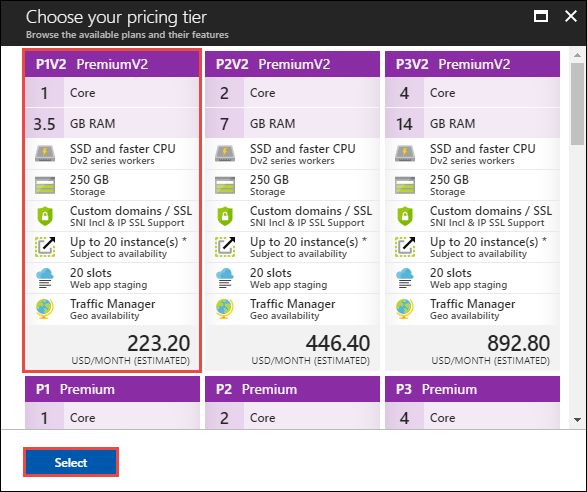 Choose your pricing tier
Browse the available plans and their features
P1V2 PremiumV2
1 Core
3.5 GB RAM
SSD and faster CPU
Dv2 series workers
250 GB
Storage
Custom domains / SSL
SNI Incl & IP SSL Support
Up to 20 instance(s) *
Subject to availability
20 slots
Web app staging
Traffic Manager
Geo availability
223.20
USD/MONTH (ESTIMATED)
P2V2 PremiumV2
2 Core
7 GB RAM
SSD and faster CPU
Dv2 series workers
250 GB
Storage
Custom domains / SSL
SNI Incl & IP SSL Support
Up to 20 instance(s) *
Subject to availability
20 slots
Web app staging
Traffic Manager
Geo availability
446.40
USD/MONTH (ESTIMATED)
P3V2 PremiumV2
4 Core
14 GB RAM
SSD and faster CPU
Dv2 series workers
250 GB
Storage
Custom domains / SSL
SNI Incl & IP SSL Support
Up to 20 instance(s) *
Subject to availability
20 slots
Web app staging
Traffic Manager
Geo availability
892.80
USD/MONTH (ESTIMATED)
P1 Premium
1 Core
P2 Premium
2 Core
P3 Premium
4 Core
Select